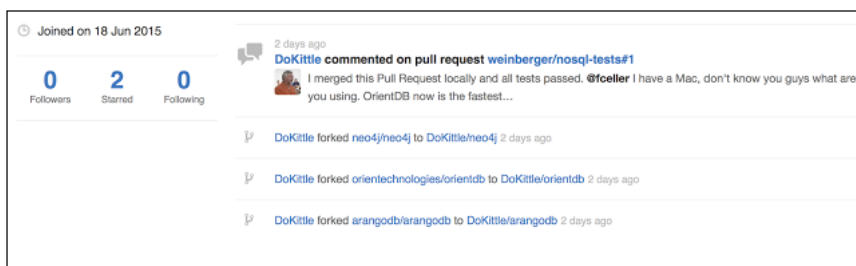 Joined on 18 Jun 2015
0 2 0
Followers Starred Following
2 days ago
DoKittle commented on pull request weinberger/nosql-tests#1
I merged this Pull Request locally and all tests passed. @fceller I have a Mac, don't know you guys what are
you using. OrientDB now is the fastest…
DoKittle forked neo4j/neo4j to DoKittle/neo4j 2 days ago
DoKittle forked orientechnologies/orientdb to DoKittle/orientdb 2 days ago
DoKittle forked arangodb/arangodb to DoKittle/arangodb 2 days ago